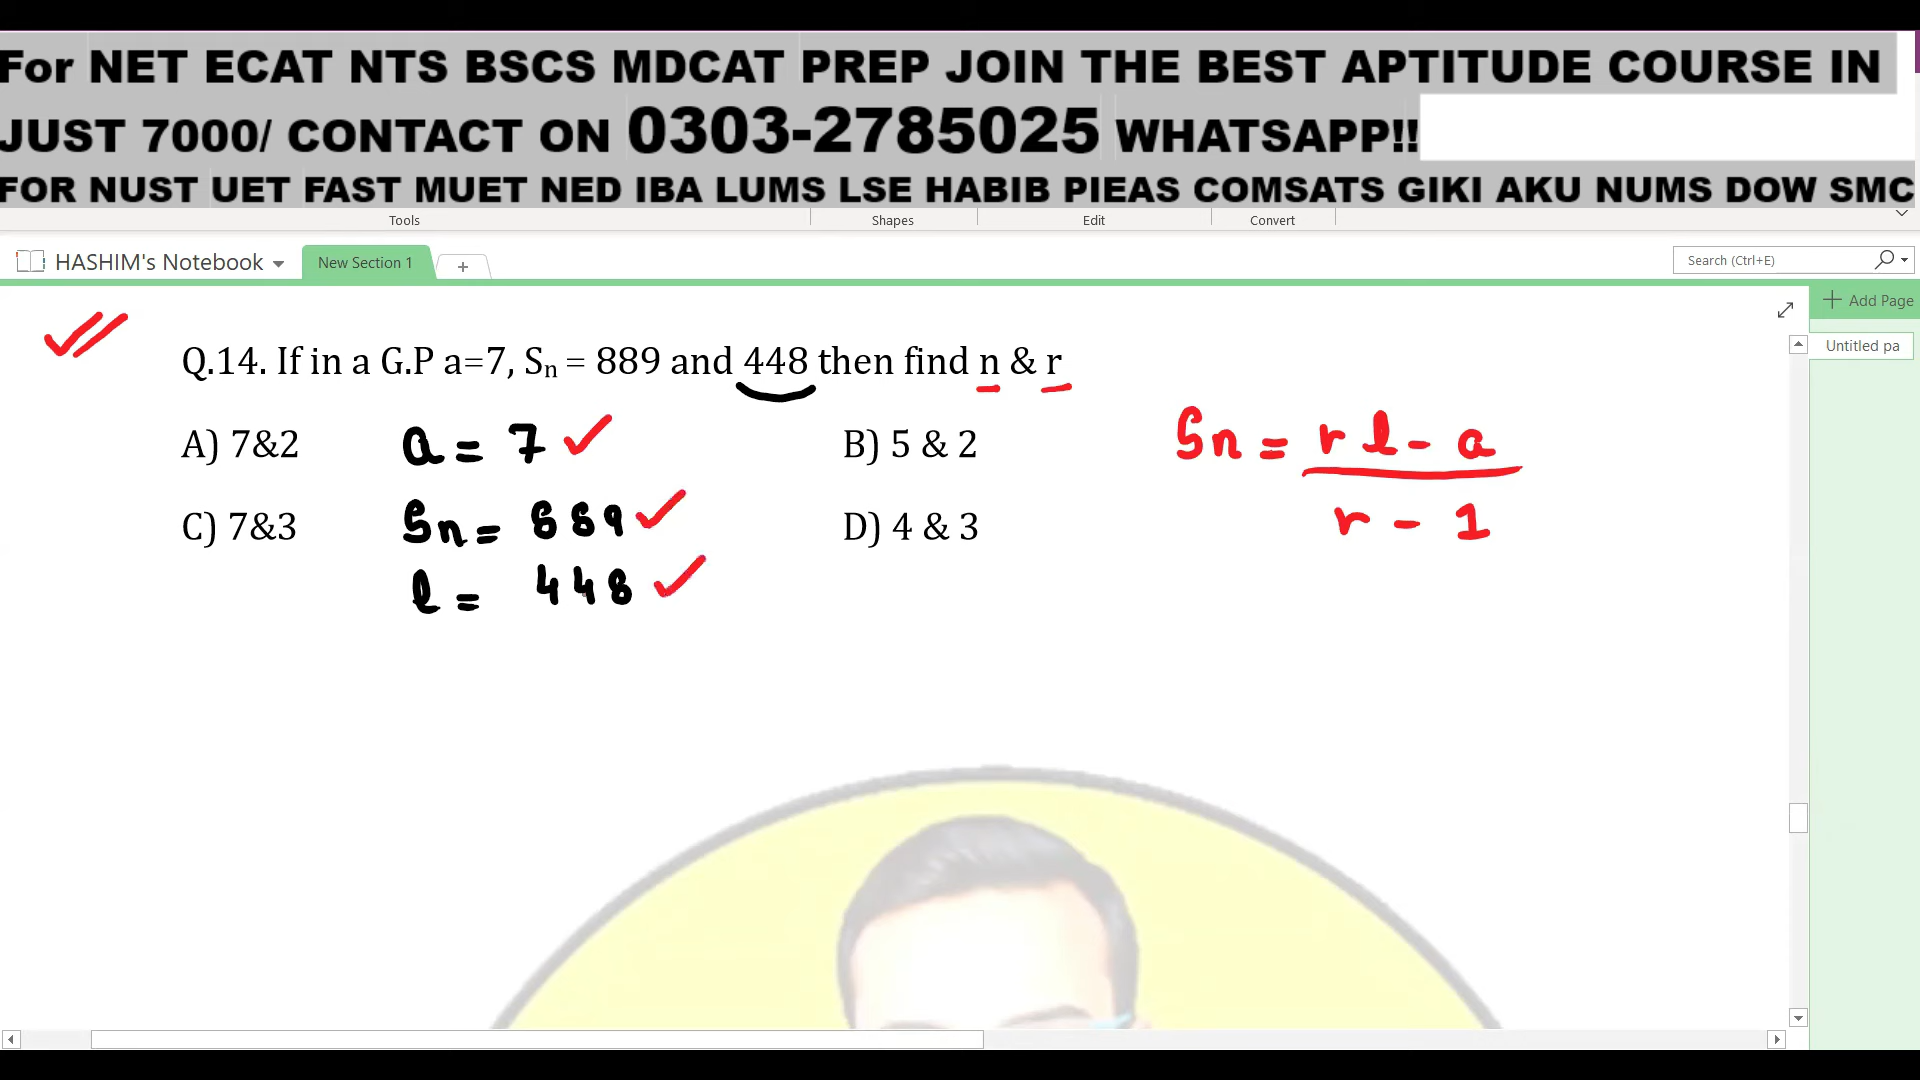 For NET ECAT NTS BSCS MDCAT PREP JOIN THE BEST APTITUDE COURSE IN
JUST 7000/ CONTACT ON 0303-2785025 WHATSAPP!!
FOR NUST UET FAST MUET NED IBA LUMS LSE HABIB PIEAS COMSATS GIKI AKU NUMS DOW SMC
Tools Shapes Edit Convert
HASHIM's Notebook New Section 1 + Search (Ctrl+E)
Add Page
Untitled pa
Q.14. If in a G.P a=7, Sn = 889 and 448 then find n & r
A) 7&2 a = 7 B) 5 & 2 Sn = rl - a
C) 7&3 Sn = 889 D) 4 & 3 r - 1
l = 448